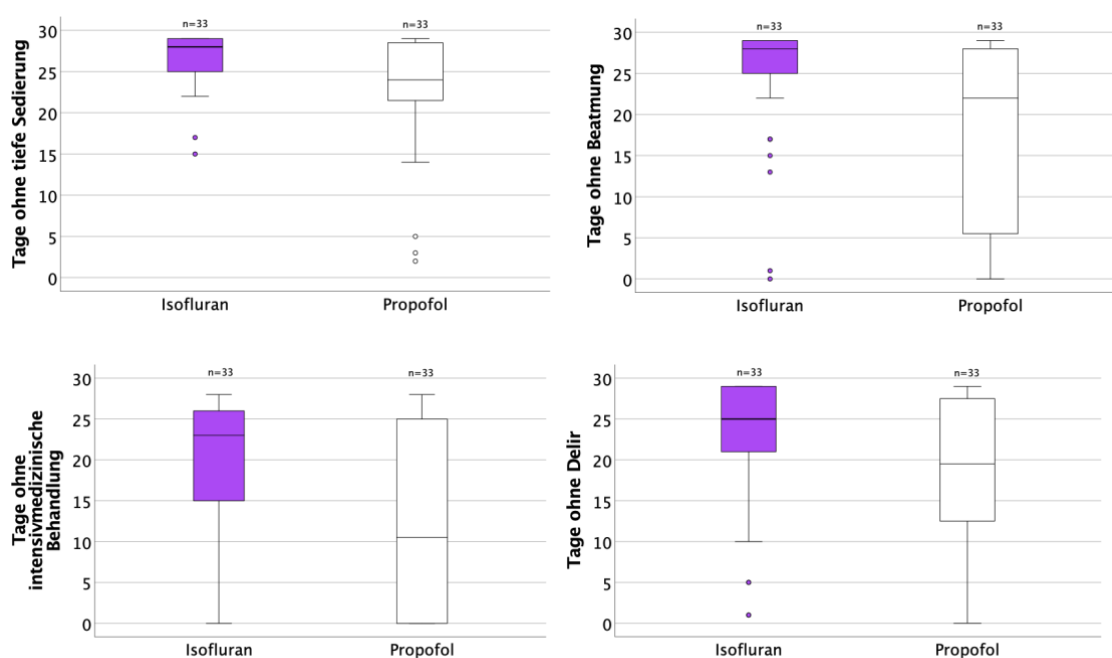 n=33 n=33
Tage ohne tiefe Sedierung
30
25
20
15
10
5
0
Isofluran Propofol
n=33 n=33
Tage ohne Beatmung
30
25
20
15
10
5
0
Isofluran Propofol
n=33 n=33
Tage ohne
intensivmedizinische
Behandlung
30
25
20
15
10
5
0
Isofluran Propofol
n=33 n=33
Tage ohne Delir
30
25
20
15
10
5
0
Isofluran Propofol